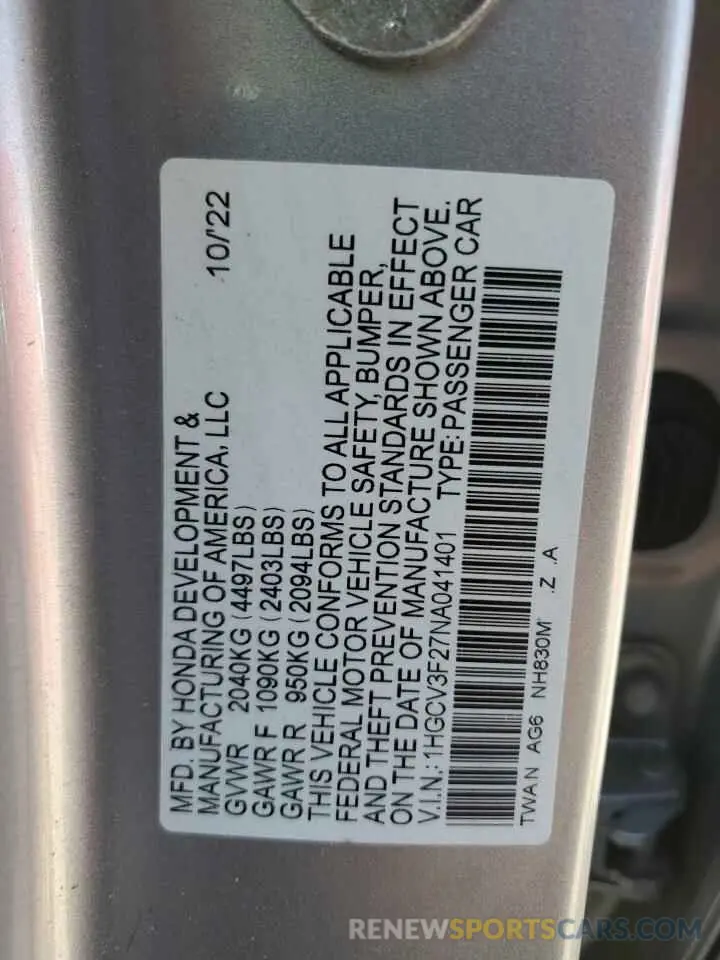 MFD. BY HONDA DEVELOPMENT &
MANUFACTURING OF AMERICA, LLC 10/'22
GVWR 2040KG (4497LBS)
GAWR F 1090KG (2403LBS)
GAWR R 950KG (2094LBS)
THIS VEHICLE CONFORMS TO ALL APPLICABLE
FEDERAL MOTOR VEHICLE SAFETY, BUMPER,
AND THEFT PREVENTION STANDARDS IN EFFECT
ON THE DATE OF MANUFACTURE SHOWN ABOVE.
V.I.N.: 1HGCV3F27NA041401 TYPE: PASSENGER CAR
TWAN AG6 NH830M .Z .A
RENEWSPORTSCARS.COM